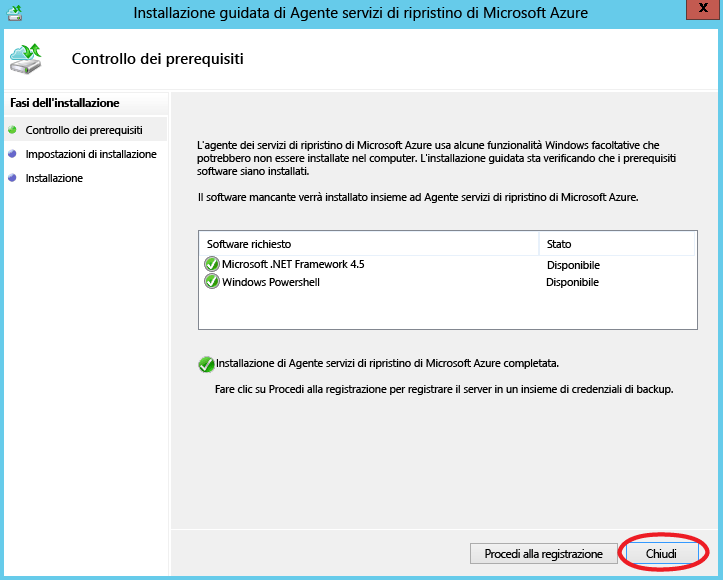 Installazione guidata di Agente servizi di ripristino di Microsoft Azure
x
Controllo dei prerequisiti
Fasi dell'installazione
Controllo dei prerequisiti
Impostazioni di installazione
Installazione
L'agente dei servizi di ripristino di Microsoft Azure usa alcune funzionalità Windows facoltative che
potrebbero non essere installate nel computer. L'installazione guidata sta verificando che i prerequisiti
software siano installati.
Il software mancante verrà installato insieme ad Agente servizi di ripristino di Microsoft Azure.
Software richiesto Stato
Microsoft .NET Framework 4.5 Disponibile
Windows Powershell Disponibile
Installazione di Agente servizi di ripristino di Microsoft Azure completata.
Fare clic su Procedi alla registrazione per registrare il server in un insieme di credenziali di backup.
Procedi alla registrazione Chiudi